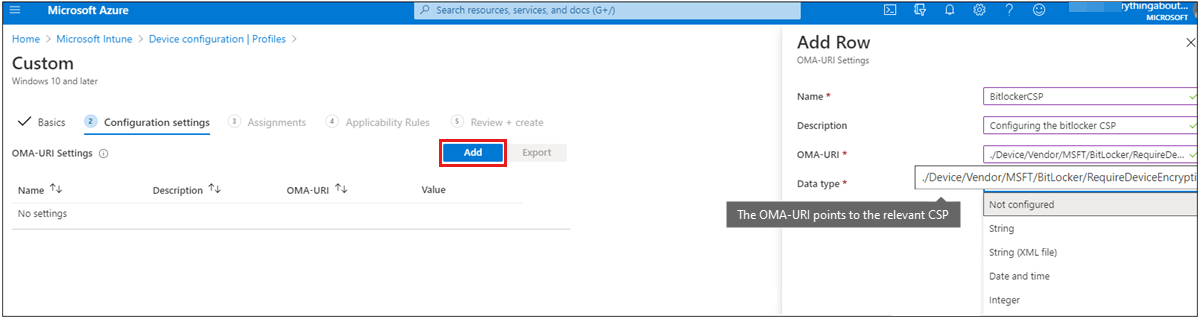 Microsoft Azure
Search resources, services, and docs (G+/)
rythingabout...
MICROSOFT
Home > Microsoft Intune > Device configuration | Profiles >
Custom
Windows 10 and later
Basics
2 Configuration settings
3 Assignments
4 Applicability Rules
5 Review + create
OMA-URI Settings
Add
Export
Name Description OMA-URI Value
No settings
Add Row
OMA-URI Settings
Name * BitlockerCSP
Description Configuring the bitlocker CSP
OMA-URI * ./Device/Vendor/MSFT/BitLocker/RequireDe...
Data type *
./Device/Vendor/MSFT/BitLocker/RequireDeviceEncrypti
The OMA-URI points to the relevant CSP
Not configured
String
String (XML file)
Date and time
Integer